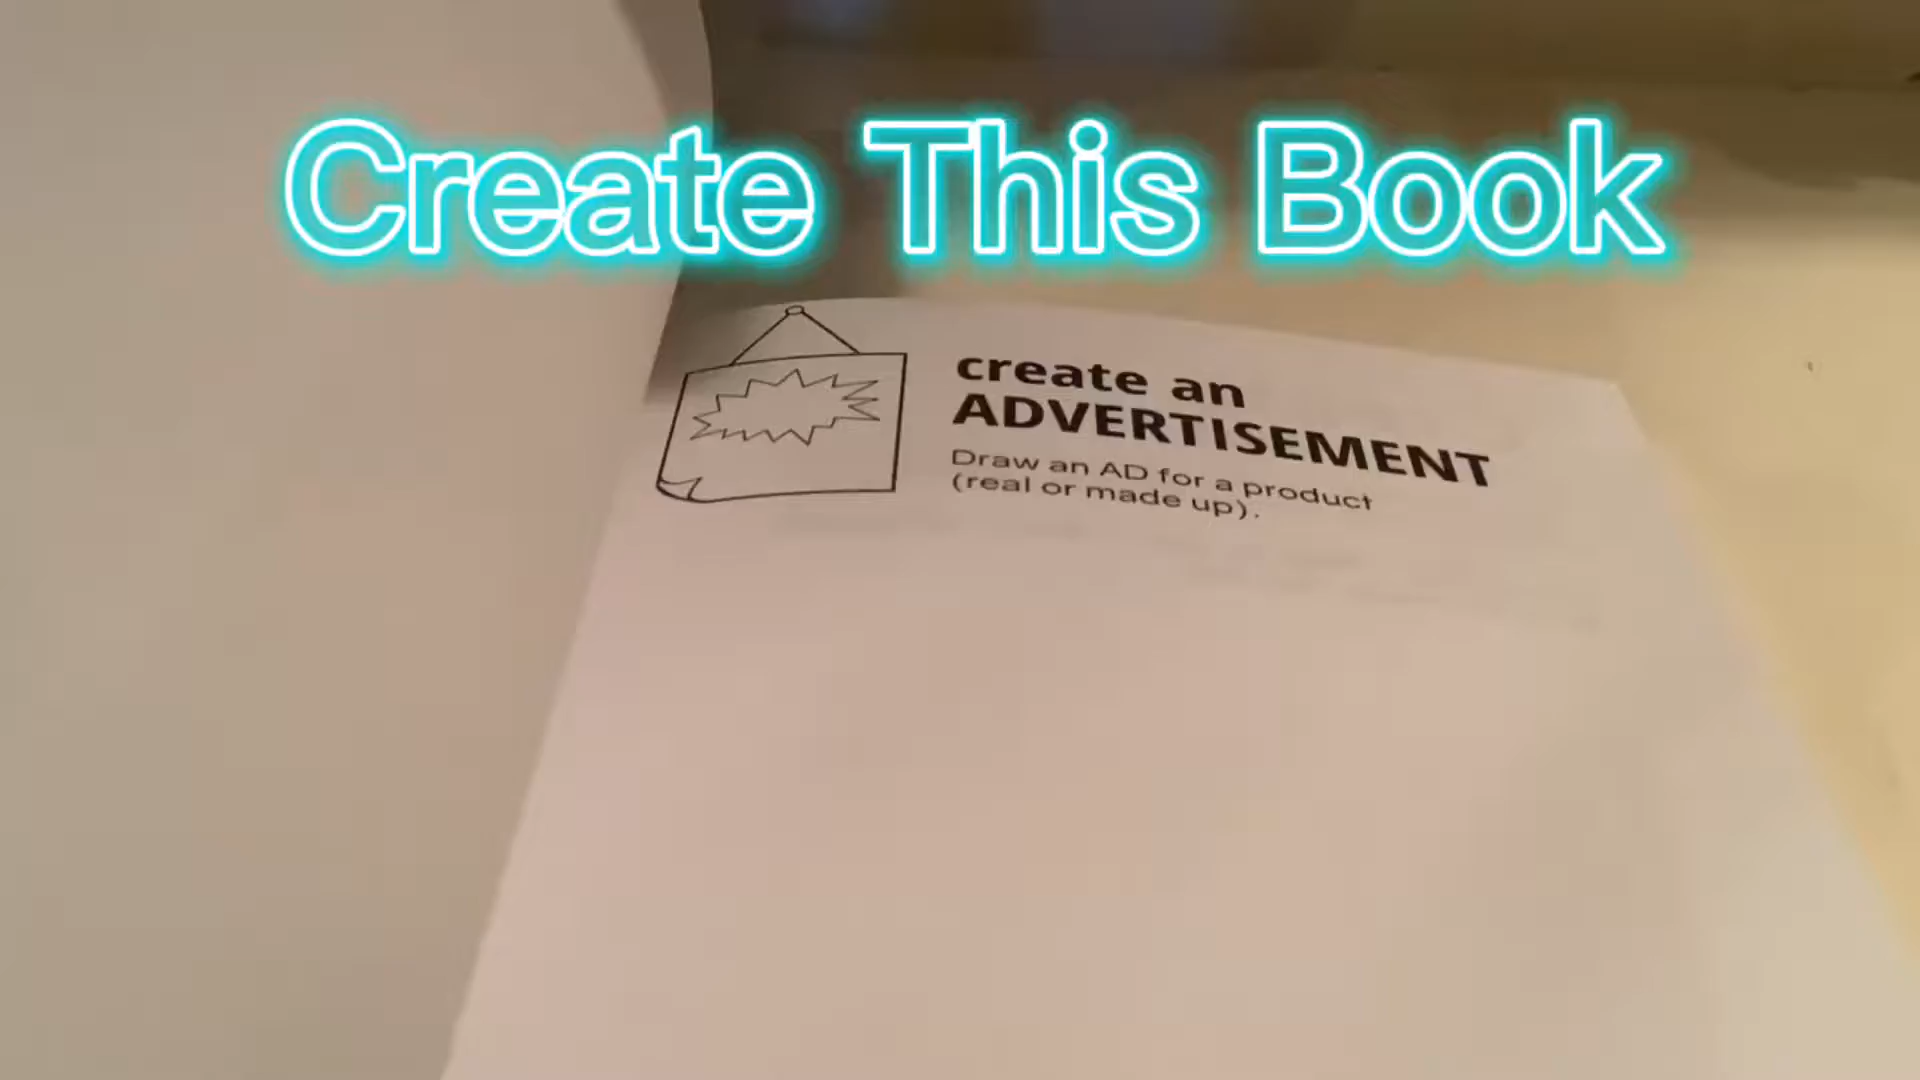 Create This Book
create an
ADVERTISEMENT
Draw an AD for a product
(real or made up).